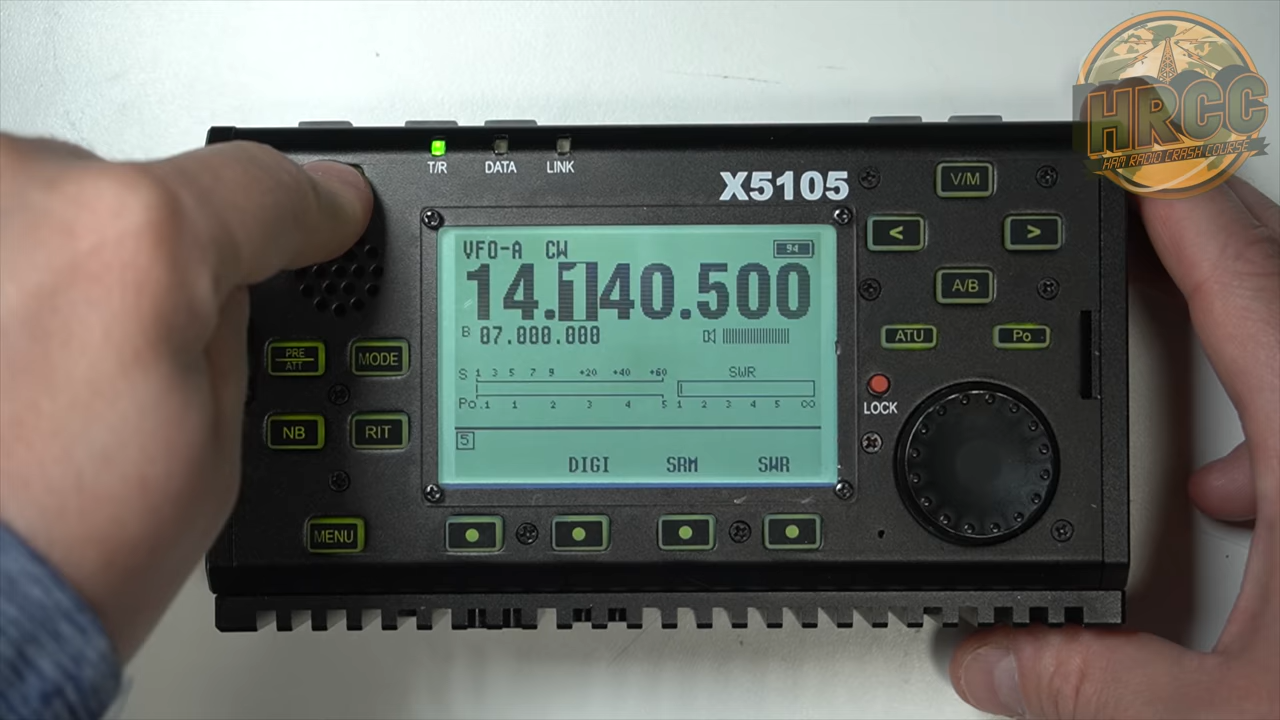 HRCC
HAM RADIO CRASH COURSE
T/R
DATA
LINK
X5105
V/M
<
>
A/B
ATU
Po
LOCK
VFO-A CW
94
14.140.500
B 07.000.000
S 1 3 5 7 9 +20 +40 +60
SWR
Po.1 1 2 3 4 5
1 2 3 4 5 ∞
5
DIGI SRM SWR
PRE
ATT
MODE
NB
RIT
MENU